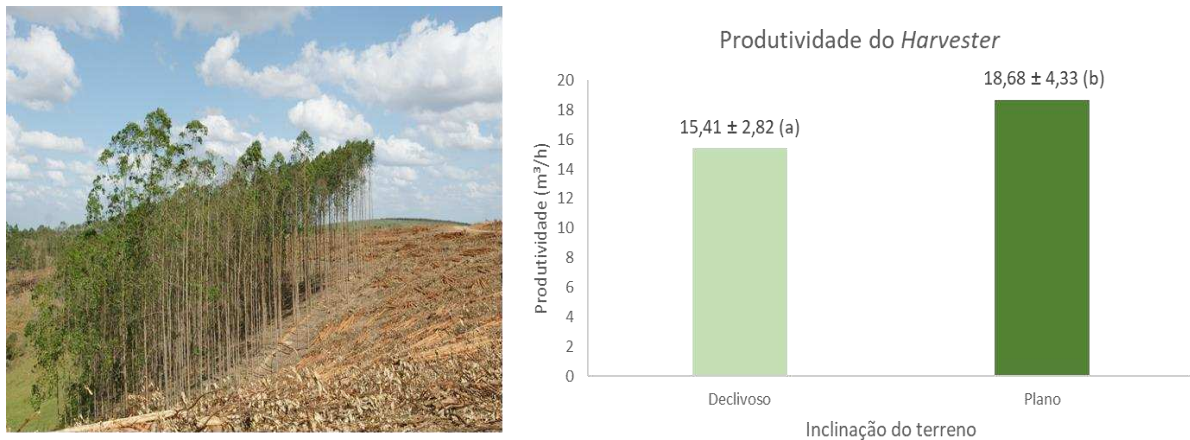 Produtividade do Harvester
Produtividade (m³/h)
20
18
16
14
12
10
8
6
4
2
0
15,41 ± 2,82 (a)
18,68 ± 4,33 (b)
Declivoso
Plano
Inclinação do terreno